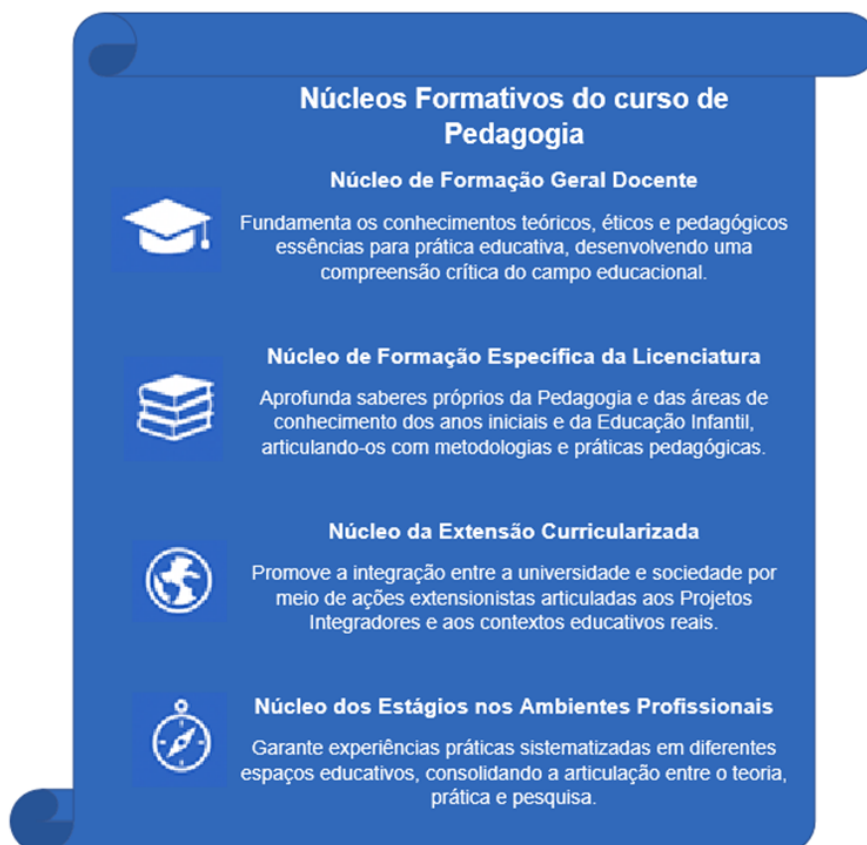 Núcleos Formativos do curso de
Pedagogia
Núcleo de Formação Geral Docente
Fundamenta os conhecimentos teóricos, éticos e pedagógicos
essências para prática educativa, desenvolvendo uma
compreensão crítica do campo educacional.
Núcleo de Formação Específica da Licenciatura
Aprofunda saberes próprios da Pedagogia e das áreas de
conhecimento dos anos iniciais e da Educação Infantil,
articulando-os com metodologias e práticas pedagógicas.
Núcleo da Extensão Curricularizada
Promove a integração entre a universidade e sociedade por
meio de ações extensionistas articuladas aos Projetos
Integradores e aos contextos educativos reais.
Núcleo dos Estágios nos Ambientes Profissionais
Garante experiências práticas sistematizadas em diferentes
espaços educativos, consolidando a articulação entre o teoria,
prática e pesquisa.